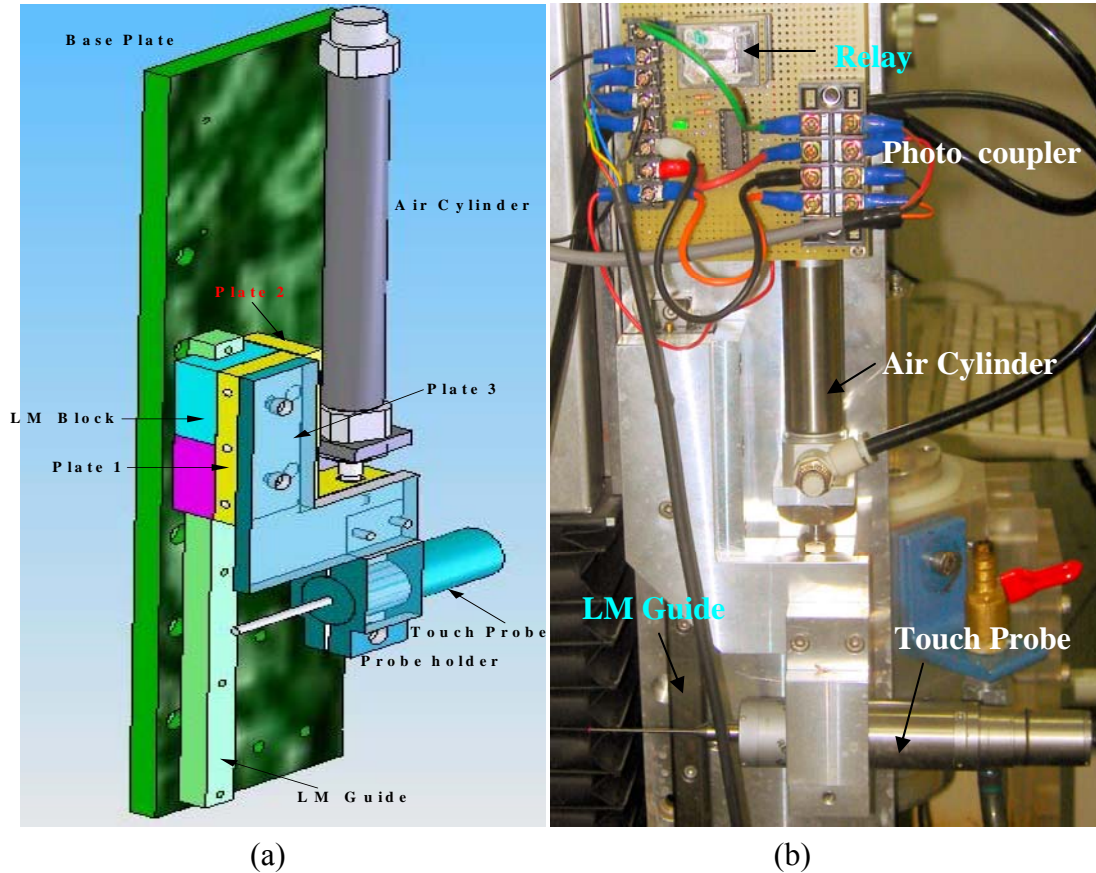 Base Plate
Air Cylinder
Plate 2
Plate 3
LM Block
Plate 1
Touch Probe
Probe holder
LM Guide
(a)
Relay
Photo coupler
Air Cylinder
LM Guide
Touch Probe
(b)